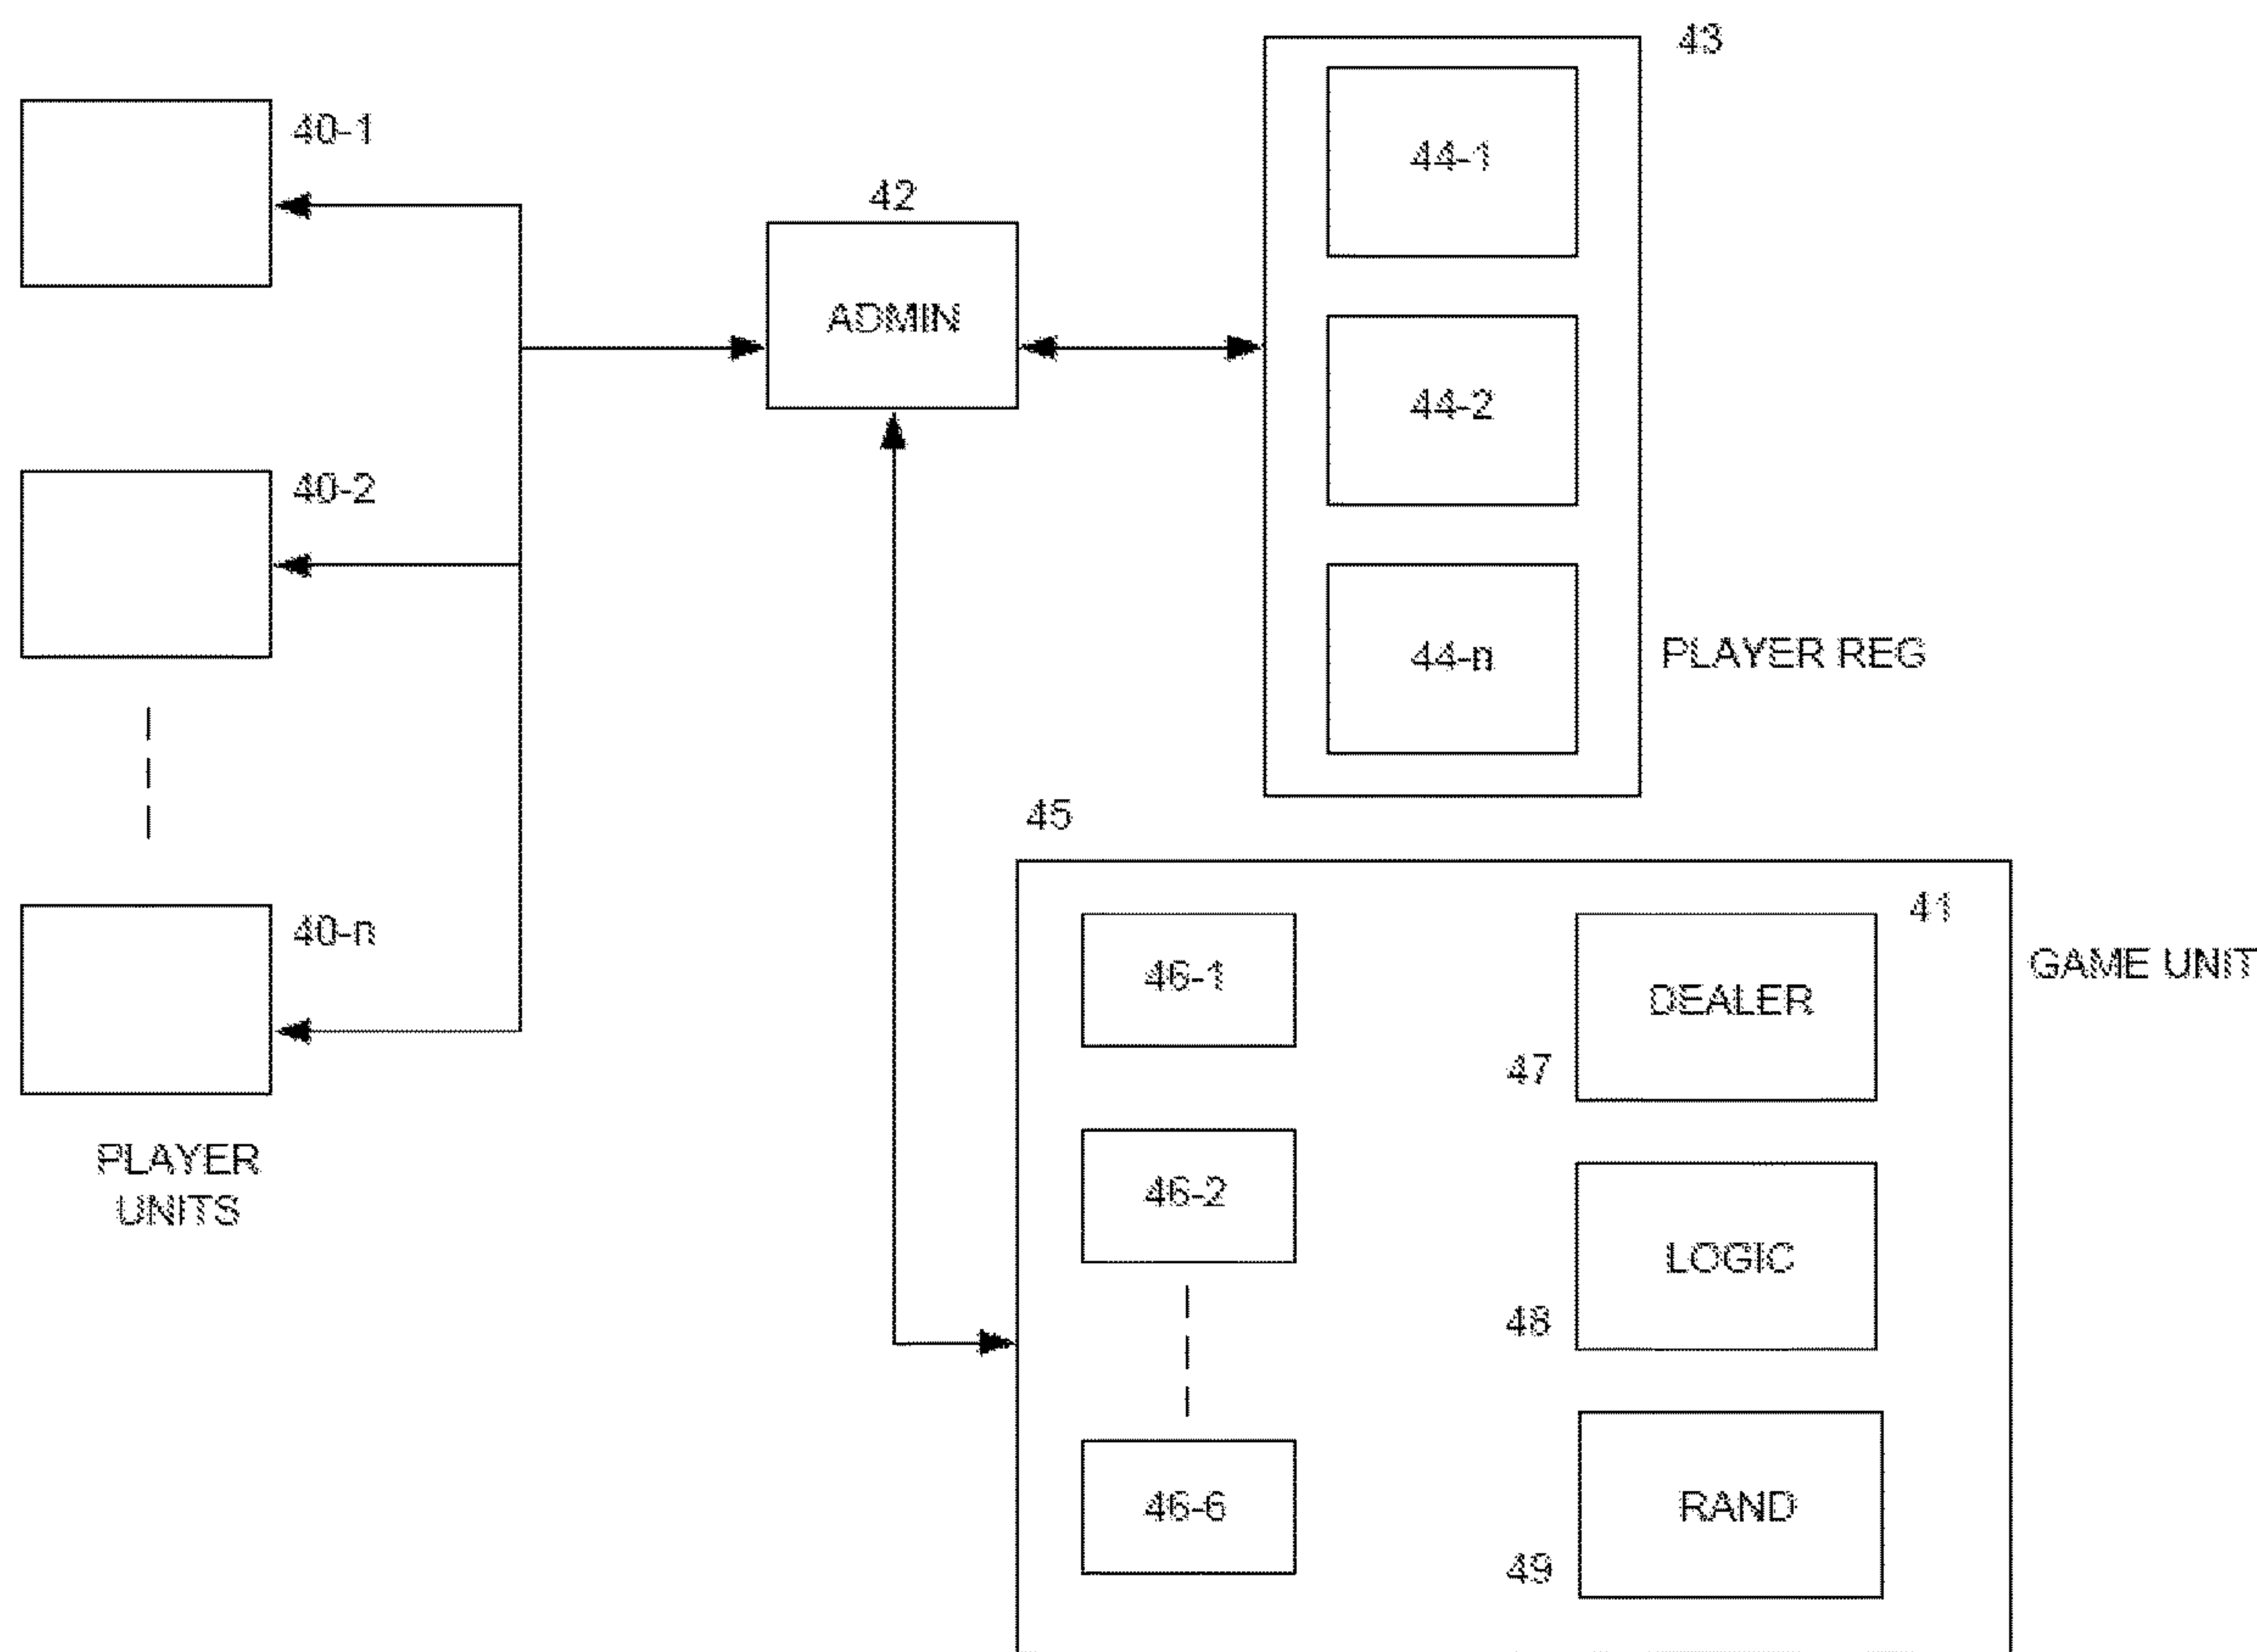 43
40-1
44-1
42
ADMIN
44-2
40-2
44-n
PLAYER REG
45
40-n
41
46-1
DEALER
GAME UNIT
47
PLAYER
UNITS
46-2
LOGIC
48
46-6
RAND
49